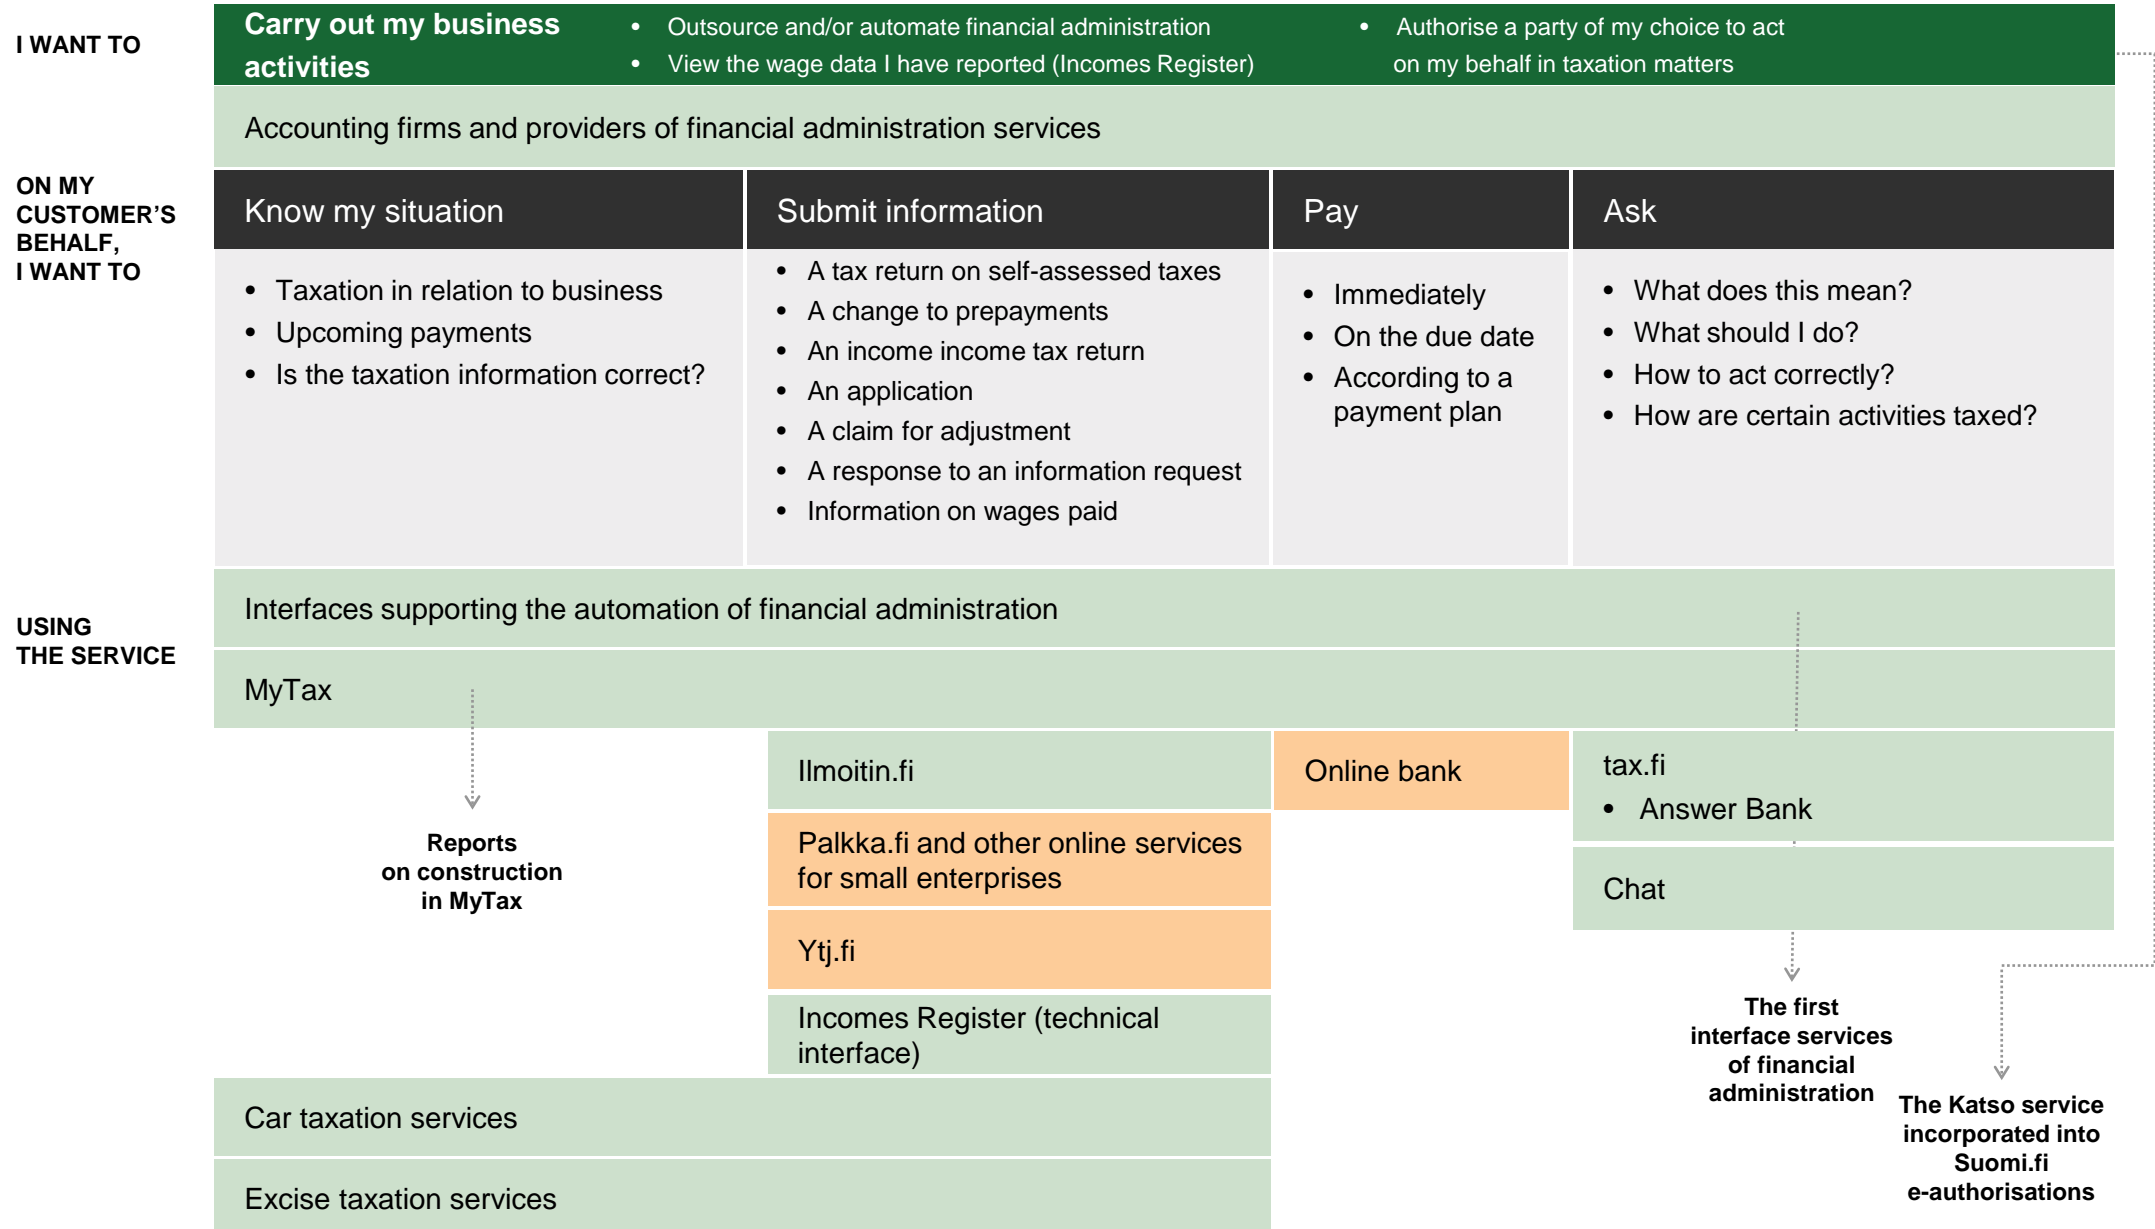 I WANT TO
Carry out my business
activities
• Outsource and/or automate financial administration
• View the wage data I have reported (Incomes Register)
• Authorise a party of my choice to act
on my behalf in taxation matters
Accounting firms and providers of financial administration services
ON MY
CUSTOMER’S
BEHALF,
I WANT TO
Know my situation
• Taxation in relation to business
• Upcoming payments
• Is the taxation information correct?
Submit information
• A tax return on self-assessed taxes
• A change to prepayments
• An income income tax return
• An application
• A claim for adjustment
• A response to an information request
• Information on wages paid
Pay
• Immediately
• On the due date
• According to a
payment plan
Ask
• What does this mean?
• What should I do?
• How to act correctly?
• How are certain activities taxed?
USING
THE SERVICE
Interfaces supporting the automation of financial administration
MyTax
Reports
on construction
in MyTax
Ilmoitin.fi
Palkka.fi and other online services
for small enterprises
Ytj.fi
Incomes Register (technical
interface)
Online bank
tax.fi
• Answer Bank
Chat
The first
interface services
of financial
administration
The Katso service
incorporated into
Suomi.fi
e-authorisations
Car taxation services
Excise taxation services